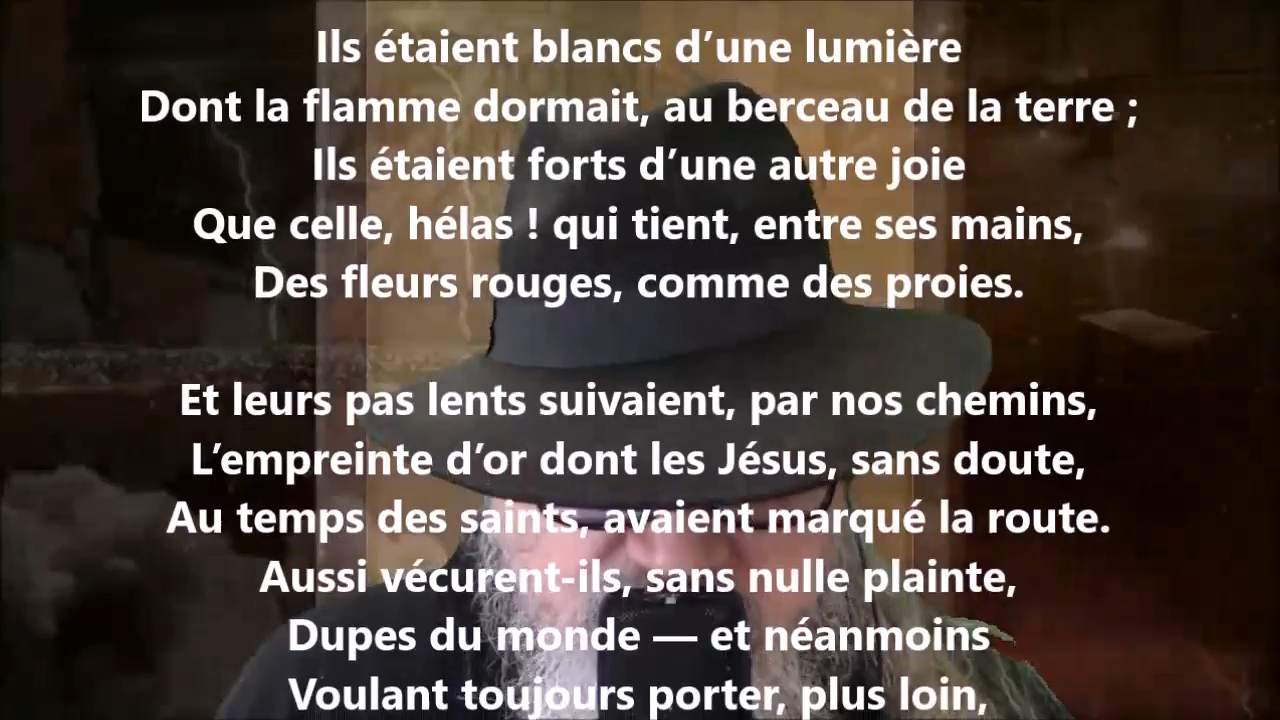 Ils étaient blancs d’une lumière
Dont la flamme dormait, au berceau de la terre ;
Ils étaient forts d’une autre joie
Que celle, hélas ! qui tient, entre ses mains,
Des fleurs rouges, comme des proies.
Et leurs pas lents suivaient, par nos chemins,
L’empreinte d’or dont les Jésus, sans doute,
Au temps des saints, avaient marqué la route.
Aussi vécurent-ils, sans nulle plainte,
Dupes du monde — et néanmoins
Voulant toujours porter, plus loin,